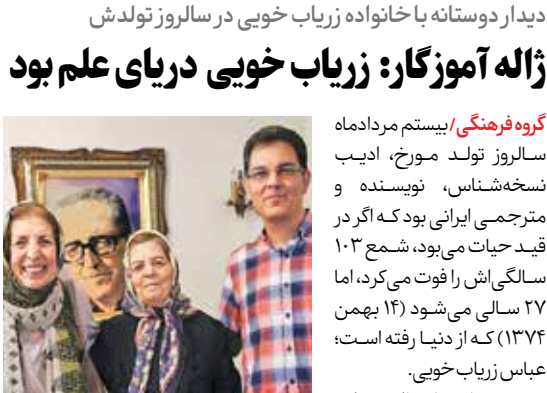 دیدار دوستانه با خانواده زریاب خویی در سالروز تولدش
ژاله آموزگار: زریاب خویی دریای علم بود
گروه فرهنگی/ بیستم مردادماه
سالروز تولد مورخ، ادیب
نسخه‌شناس، نویسنده و
مترجمی ایرانی بود که اگر در
قید حیات می‌بود، شمع ۱۰۳
سالگی‌اش را فوت می‌کرد، اما
۲۷ سالی می‌شود (۱۴ بهمن
۱۳۷۴) که از دنیا رفته است؛
عباس زریاب خویی.